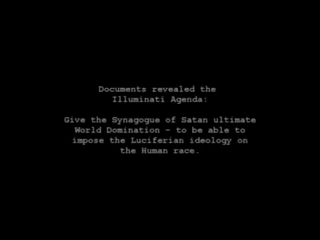 Documents revealed the
Illuminati Agenda:
Give the Synagogue of Satan ultimate
World Domination - to be able to
impose the Luciferian ideology on
the Human race.